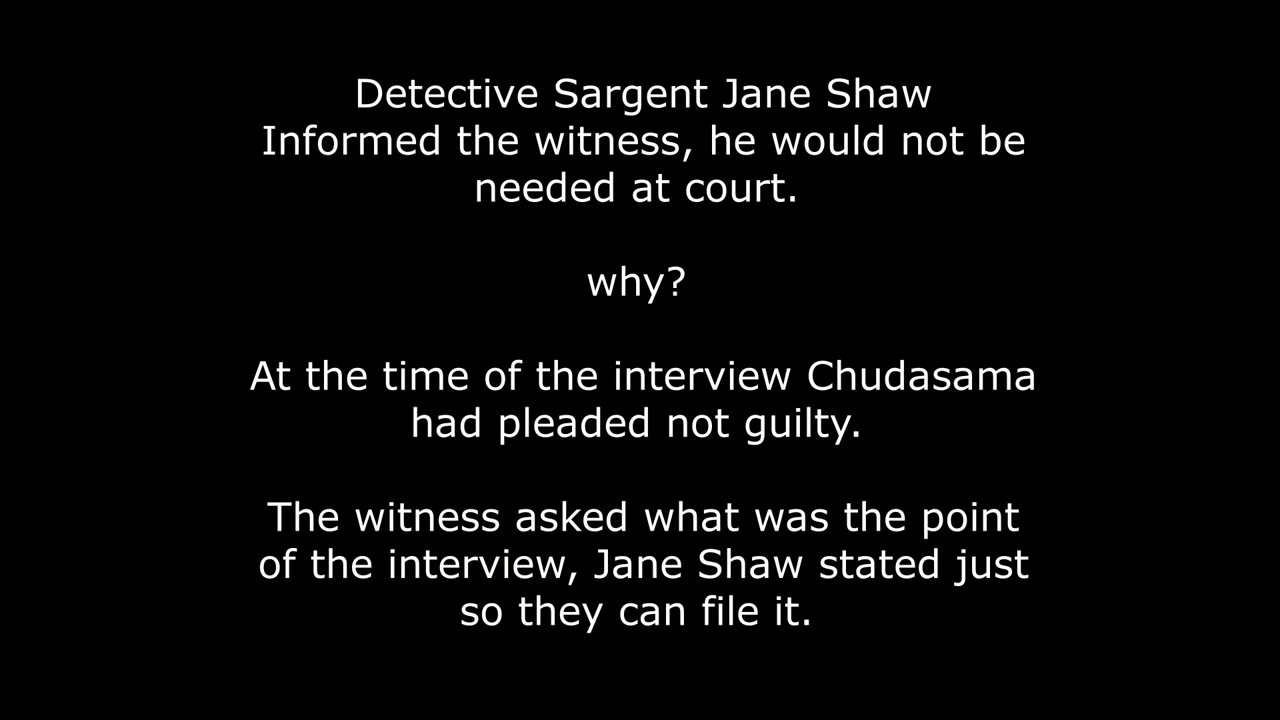 Detective Sargent Jane Shaw
Informed the witness, he would not be
needed at court.
why?
At the time of the interview Chudasama
had pleaded not guilty.
The witness asked what was the point
of the interview, Jane Shaw stated just
so they can file it.